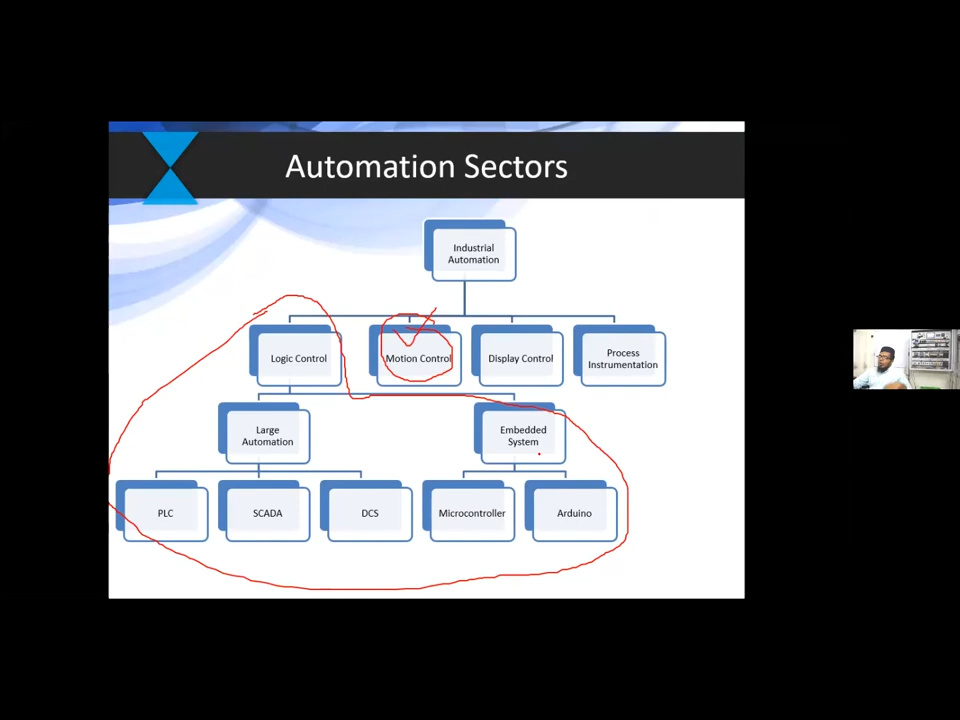 Automation Sectors
Industrial
Automation
Logic Control
Motion Control
Display Control
Process
Instrumentation
Large
Automation
Embedded
System
PLC
SCADA
DCS
Microcontroller
Arduino